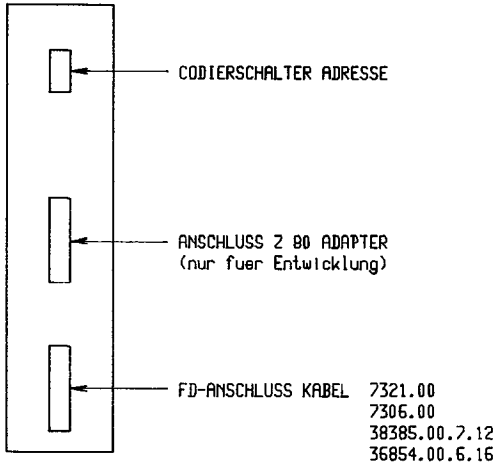 CODIERSCHALTER ADRESSE
ANSCHLUSS Z 80 ADAPTER
(nur fuer Entwicklung)
FD-ANSCHLUSS KABEL 7321.00
7306.00
38385.00.7.12
36854.00.6.16